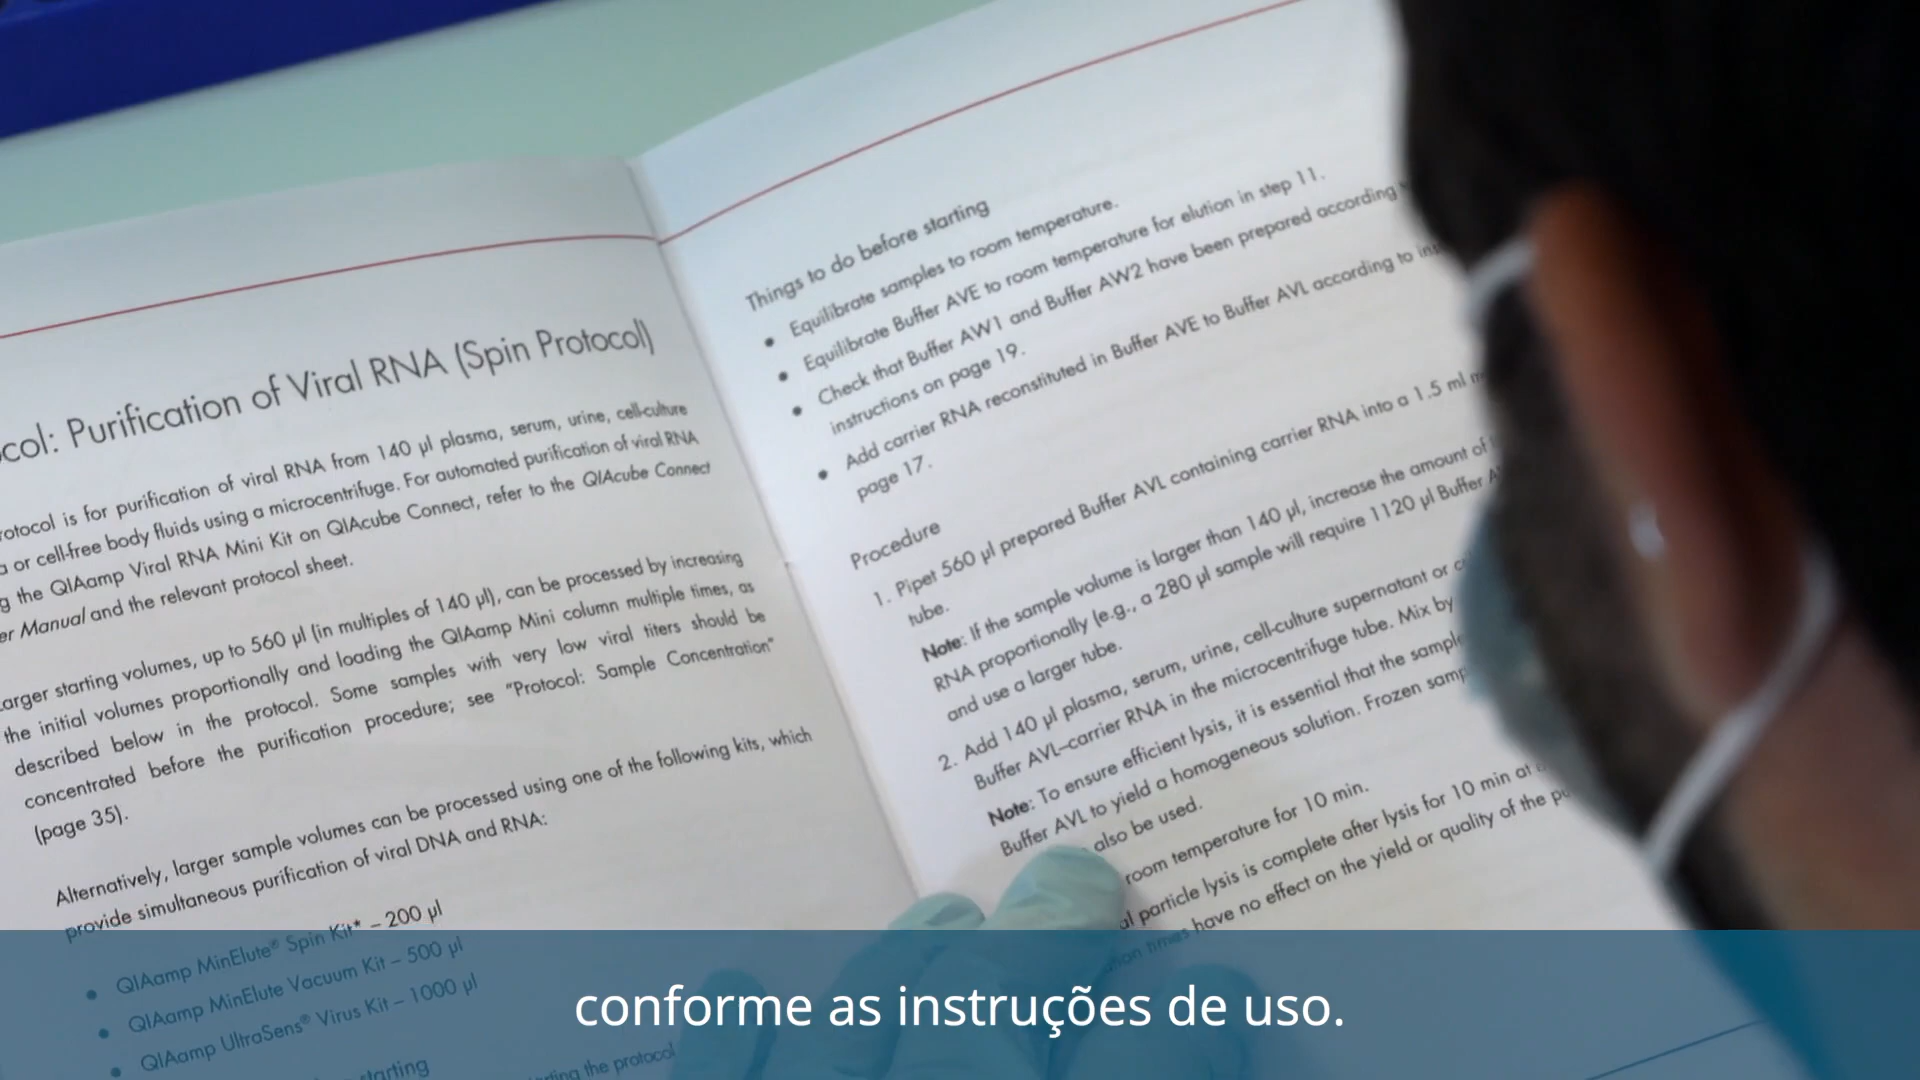 col: Purification of Viral RNA (Spin Protocol)
rotocol is for purification of viral RNA from 140 µl plasma, serum, urine, cell-culture
a or cell-free body fluids using a microcentrifuge. For automated purification of viral RNA
g the QIAamp Viral RNA Mini Kit on QIAcube Connect, refer to the QIAcube Connect
er Manual and the relevant protocol sheet.
arger starting volumes, up to 560 µl (in multiples of 140 µl), can be processed by increasing
the initial volumes proportionally and loading the QIAamp Mini column multiple times, as
described below in the protocol. Some samples with very low viral titers should be
concentrated before the purification procedure; see "Protocol: Sample Concentration"
(page 35).
Alternatively, larger sample volumes can be processed using one of the following kits, which
provide simultaneous purification of viral DNA and RNA:
• QIAamp MinElute® Spin Kit* – 200 µl
• QIAamp MinElute Vacuum Kit – 500 µl
• QIAamp UltraSens® Virus Kit – 1000 µl
starting
ting the protocol
Things to do before starting
• Equilibrate samples to room temperature.
• Equilibrate Buffer AVE to room temperature for elution in step 11.
• Check that Buffer AW1 and Buffer AW2 have been prepared according
instructions on page 19.
• Add carrier RNA reconstituted in Buffer AVE to Buffer AVL according to ins
page 17.
Procedure
1. Pipet 560 µl prepared Buffer AVL containing carrier RNA into a 1.5 ml
tube.
Note: If the sample volume is larger than 140 µl, increase the amount of
RNA proportionally (e.g., a 280 µl sample will require 1120 µl Buffer A
and use a larger tube.
2. Add 140 µl plasma, serum, urine, cell-culture supernatant or c
Buffer AVL–carrier RNA in the microcentrifuge tube. Mix by
Note: To ensure efficient lysis, it is essential that the sample
Buffer AVL to yield a homogeneous solution. Frozen samp
also be used.
room temperature for 10 min.
al particle lysis is complete after lysis for 10 min at
ation times have no effect on the yield or quality of the pu
conforme as instruções de uso.